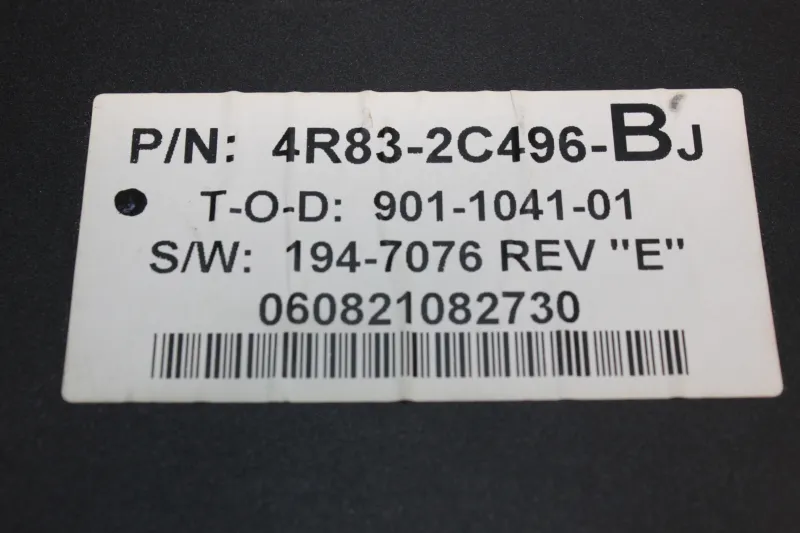 P/N: 4R83-2C496-BJ
T-O-D: 901-1041-01
S/W: 194-7076 REV "E"
060821082730